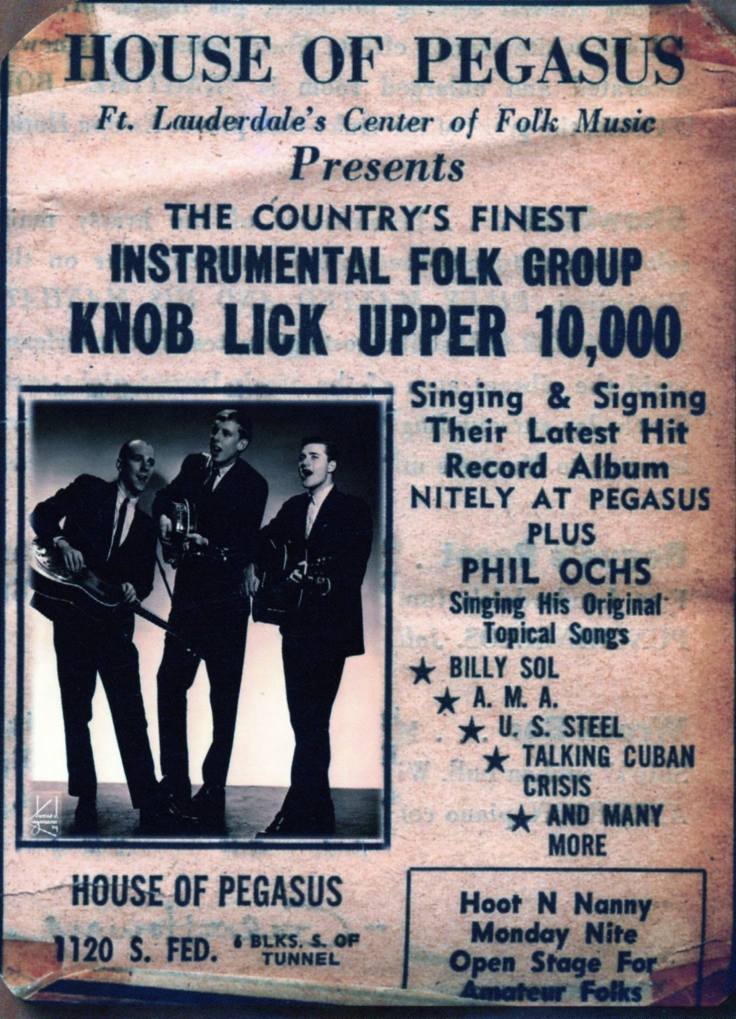 HOUSE OF PEGASUS
Ft. Lauderdale's Center of Folk Music
Presents
THE COUNTRY'S FINEST
INSTRUMENTAL FOLK GROUP
KNOB LICK UPPER 10,000
Singing & Signing
Their Latest Hit
Record Album
NITELY AT PEGASUS
PLUS
PHIL OCHS
Singing His Original
Topical Songs
★ BILLY SOL
★ A. M. A.
★ U. S. STEEL
★ TALKING CUBAN
CRISIS
★ AND MANY
MORE
HOUSE OF PEGASUS
1120 S. FED. 6 BLKS. S. OF
TUNNEL
Hoot N Nanny
Monday Nite
Open Stage For
Amateur Folks